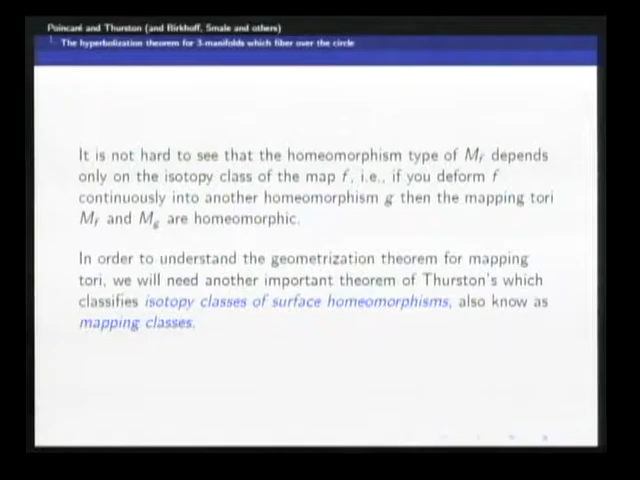 Poincaré and Thurston (and Birkhoff, Smale and others)
The hyperbolization theorem for 3-manifolds which fiber over the circle
It is not hard to see that the homeomorphism type of M_f depends
only on the isotopy class of the map f, i.e., if you deform f
continuously into another homeomorphism g then the mapping tori
M_f and M_g are homeomorphic.
In order to understand the geometrization theorem for mapping
tori, we will need another important theorem of Thurston's which
classifies isotopy classes of surface homeomorphisms, also know as
mapping classes.